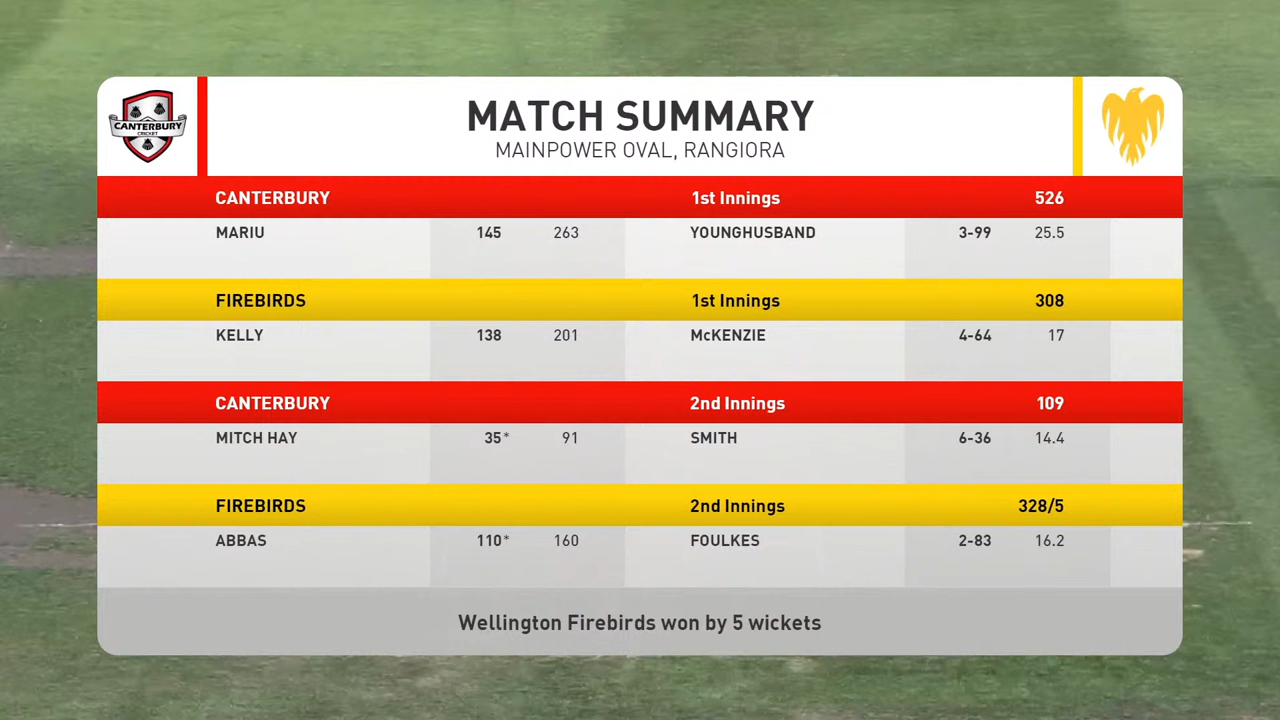 CANTERBURY
CRICKET
MATCH SUMMARY
MAINPOWER OVAL, RANGIORA
CANTERBURY 1st Innings 526
MARIU 145 263 YOUNGHUSBAND 3-99 25.5
FIREBIRDS 1st Innings 308
KELLY 138 201 McKENZIE 4-64 17
CANTERBURY 2nd Innings 109
MITCH HAY 35* 91 SMITH 6-36 14.4
FIREBIRDS 2nd Innings 328/5
ABBAS 110* 160 FOULKES 2-83 16.2
Wellington Firebirds won by 5 wickets